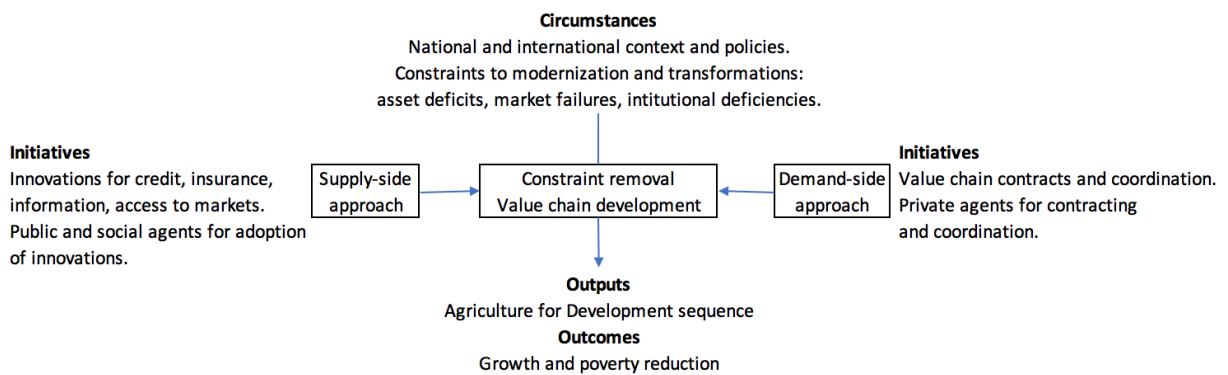 Circumstances
National and international context and policies.
Constraints to modernization and transformations:
asset deficits, market failures, intitutional deficiencies.
Initiatives
Innovations for credit, insurance,
information, access to markets.
Public and social agents for adoption
of innovations.
Supply-side
approach
Constraint removal
Value chain development
Demand-side
approach
Initiatives
Value chain contracts and coordination.
Private agents for contracting
and coordination.
Outputs
Agriculture for Development sequence
Outcomes
Growth and poverty reduction